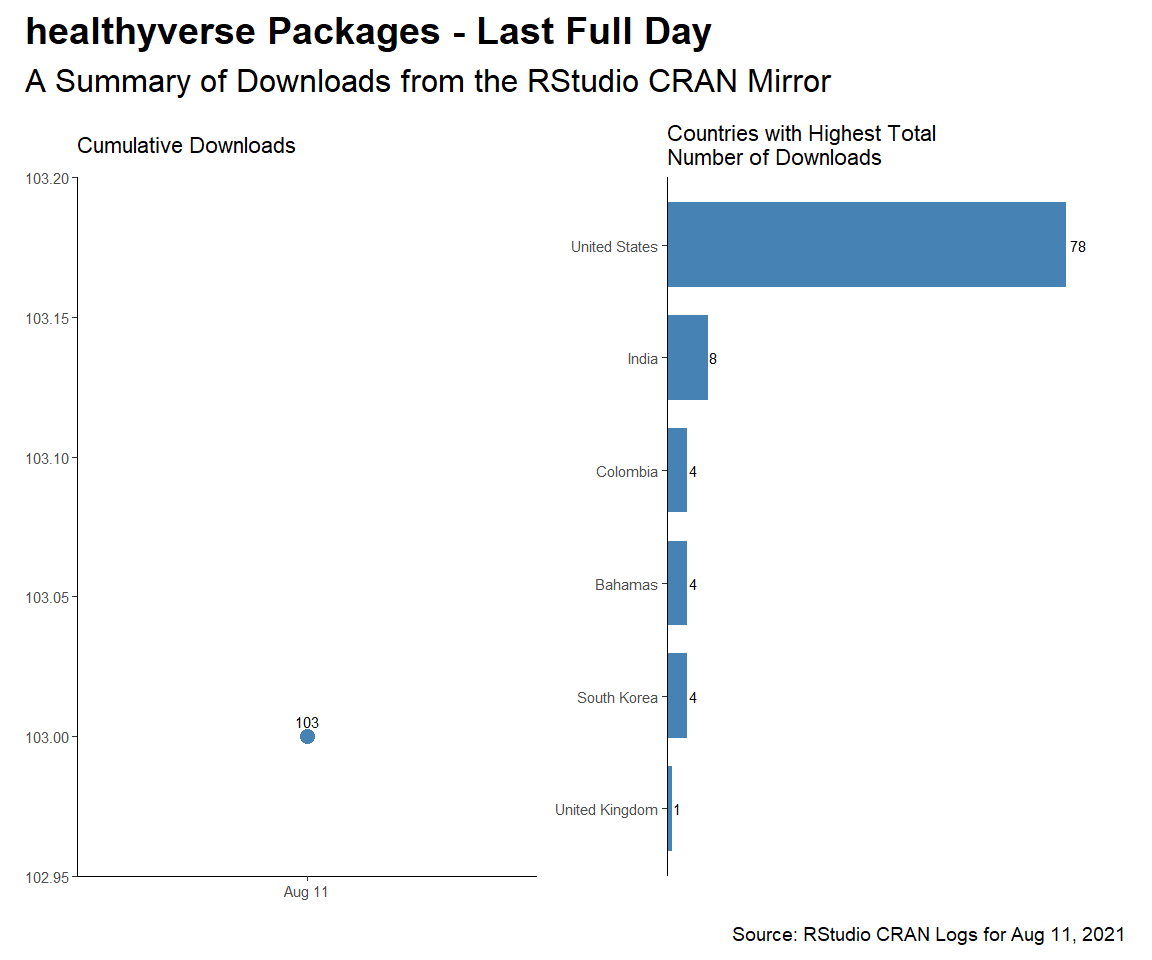 healthyverse Packages - Last Full Day
A Summary of Downloads from the RStudio CRAN Mirror
Cumulative Downloads
103.20
103.15
103.10
103.05
103.00
102.95
103
Aug 11
Countries with Highest Total
Number of Downloads
United States 78
India 8
Colombia 4
Bahamas 4
South Korea 4
United Kingdom 1
Source: RStudio CRAN Logs for Aug 11, 2021